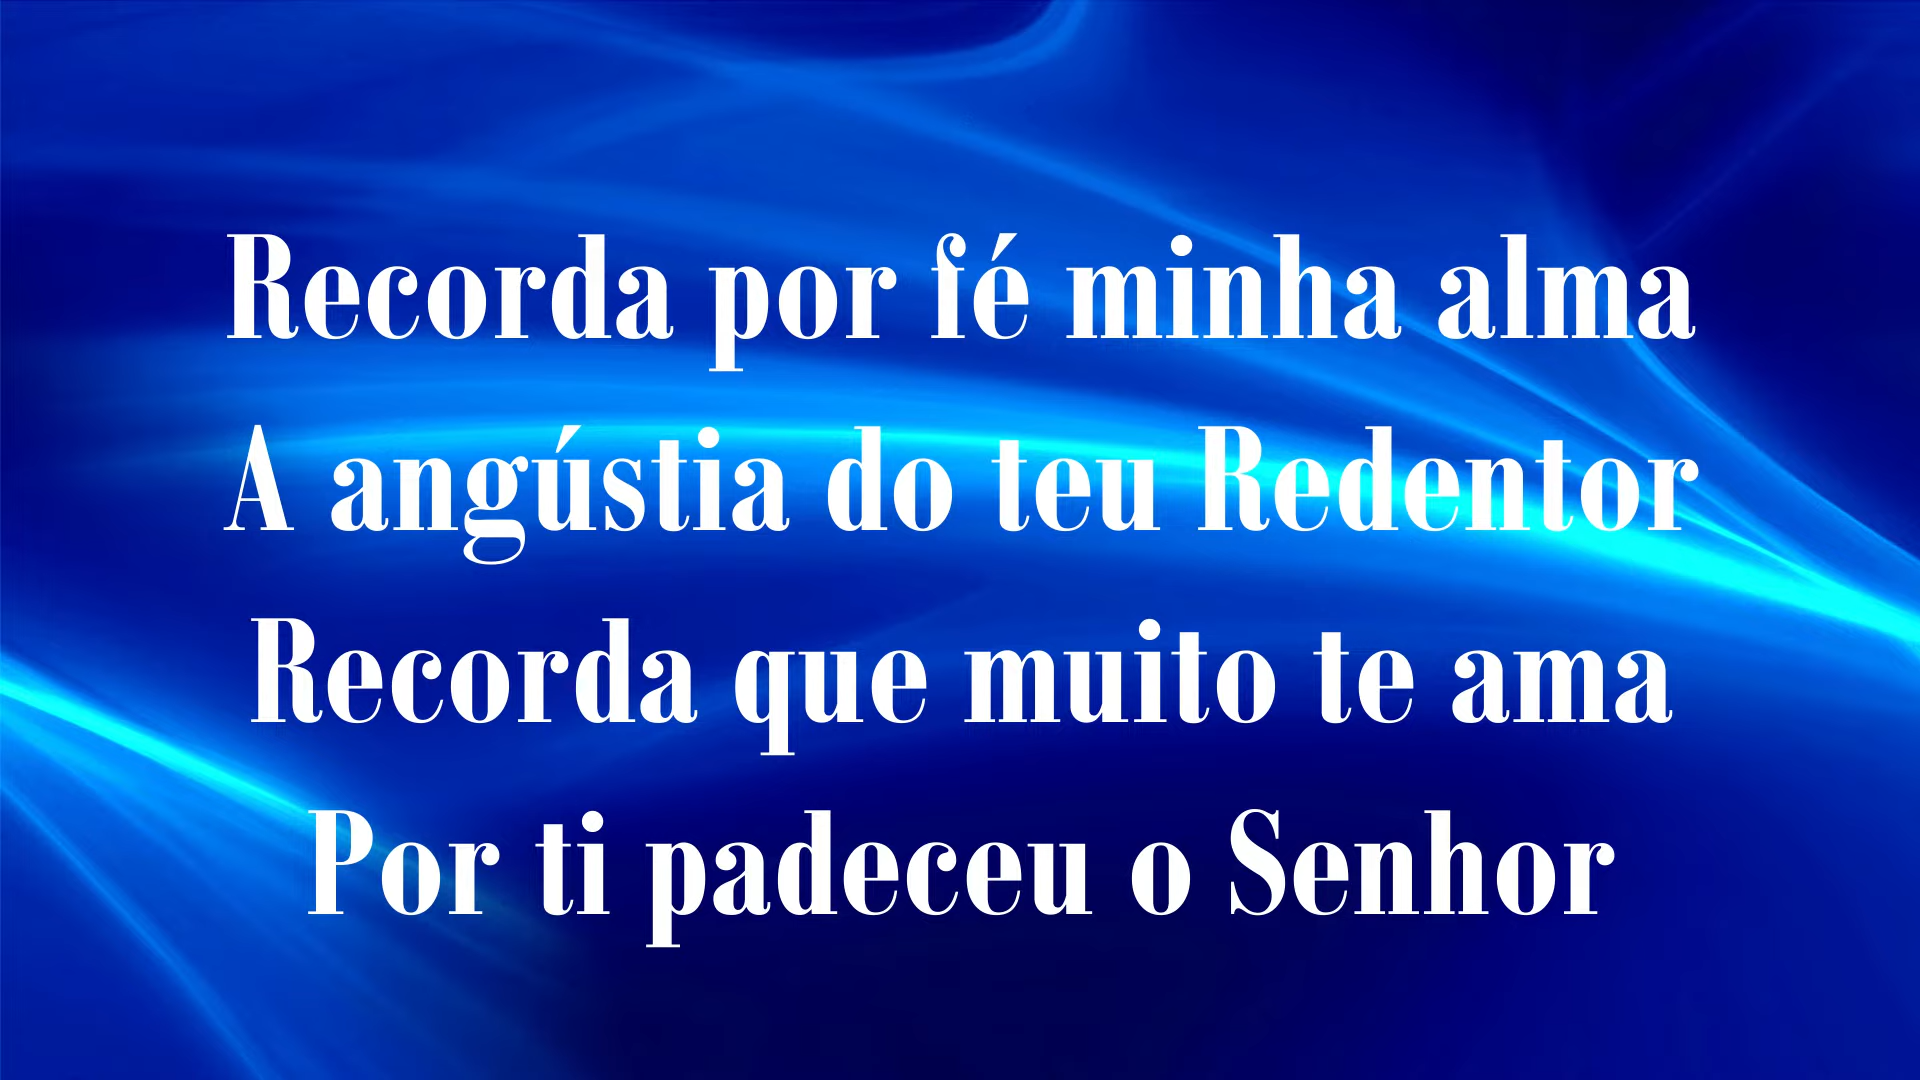 Recorda por fé minha alma
A angústia do teu Redentor
Recorda que muito te ama
Por ti padeceu o Senhor